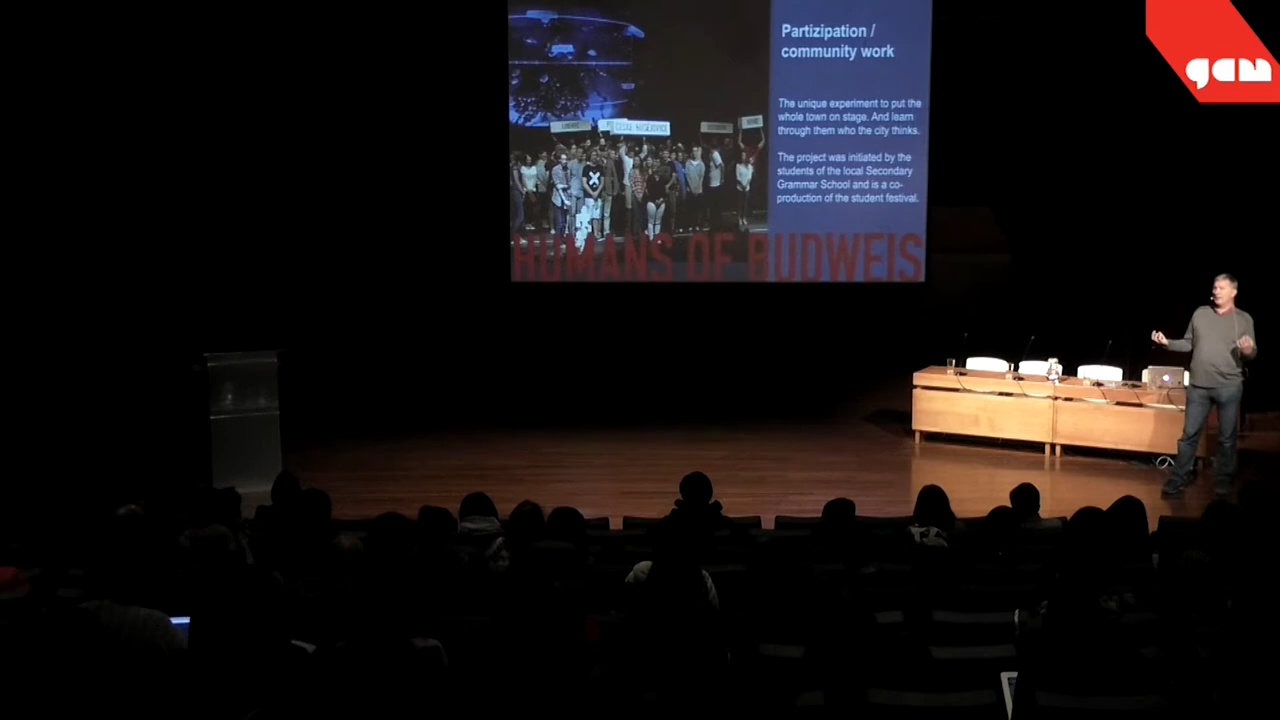 Partizipation /
community work
The unique experiment to put the
whole town on stage. And learn
through them who the city thinks.
The project was initiated by the
students of the local Secondary
Grammar School and is a co-
production of the student festival.
HUMANS OF BUDWEIS
gam